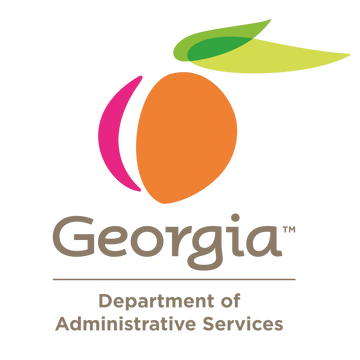 Georgia™
Department of
Administrative Services